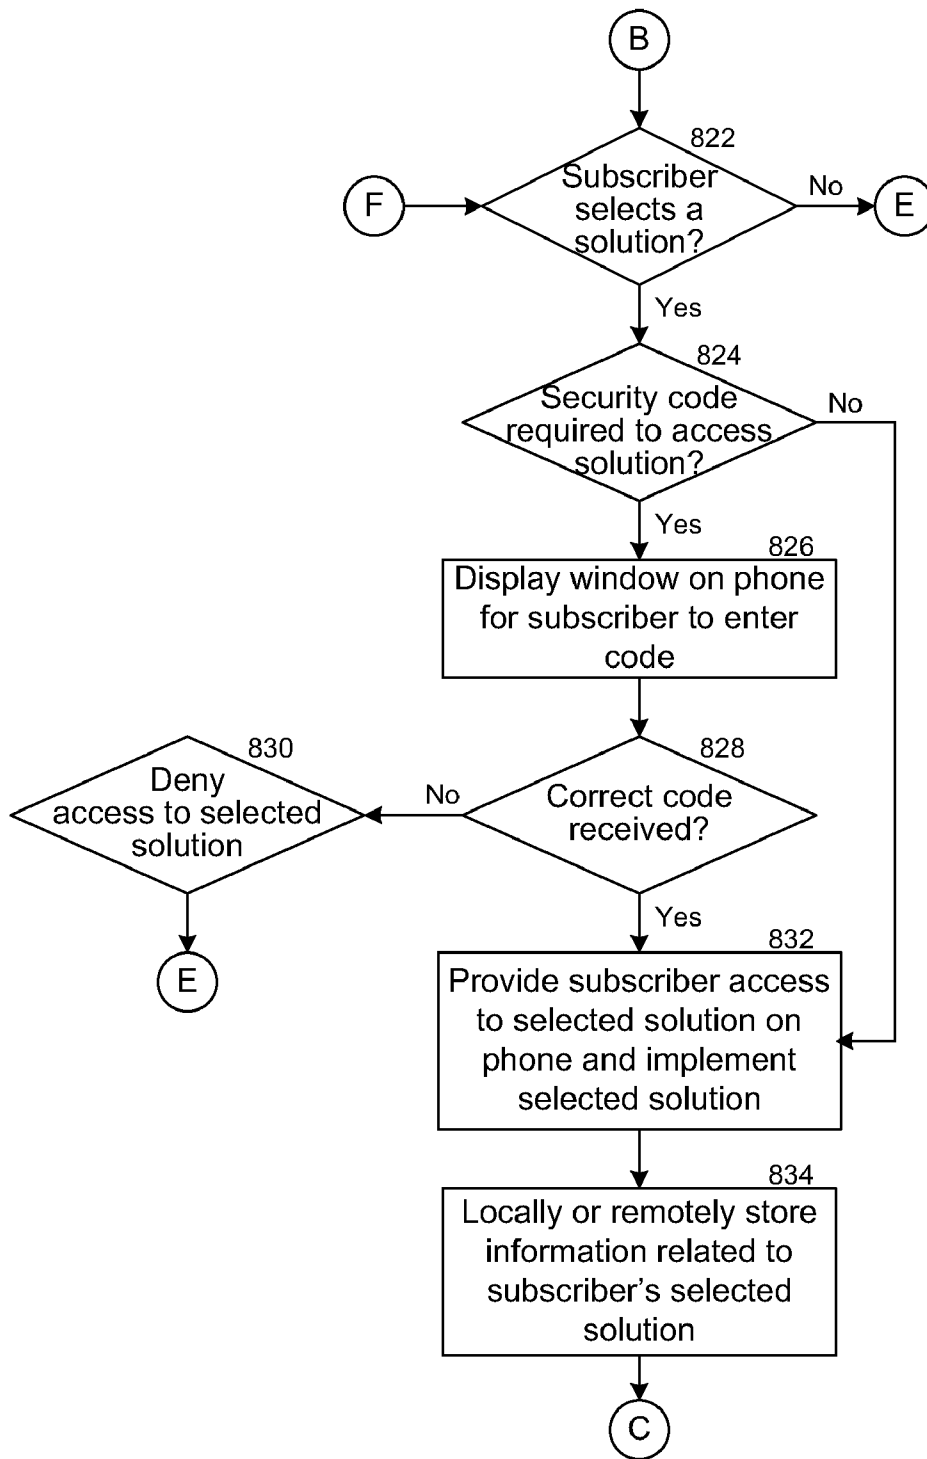 B
822
Subscriber
selects a
solution?
F
No
E
Yes
824
Security code
required to access
solution?
No
Yes
826
Display window on phone
for subscriber to enter
code
830
Deny
access to selected
solution
No
828
Correct code
received?
E
Yes
832
Provide subscriber access
to selected solution on
phone and implement
selected solution
834
Locally or remotely store
information related to
subscriber’s selected
solution
C